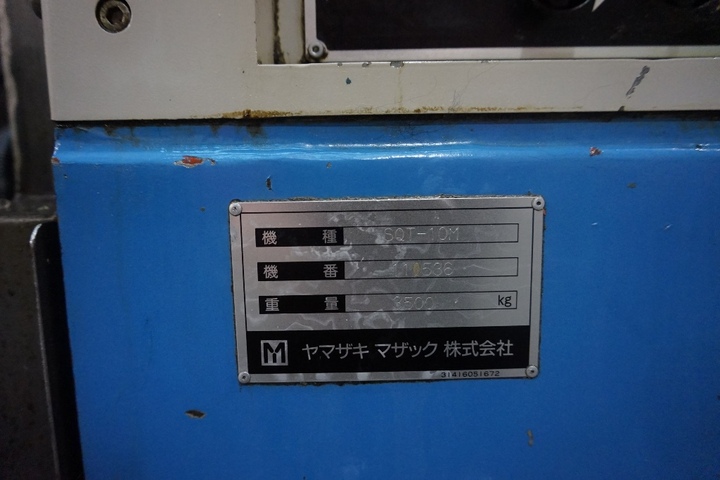 機 種 SQT-10M
機 番
重 量 3500 kg
M ヤマザキ マザック 株式会社
31416051672